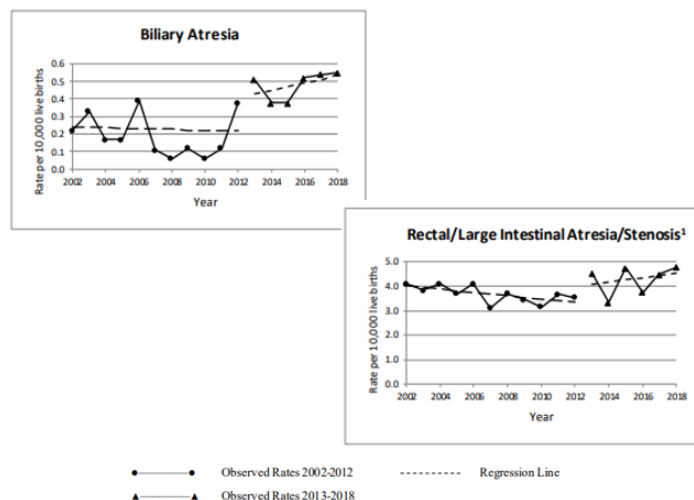 Biliary Atresia
Rate per 10,000 live births
0.6
0.5
0.4
0.3
0.2
0.1
0.0
2002 2004 2006 2008 2010 2012 2014 2016 2018
Year
Rectal/Large Intestinal Atresia/Stenosis¹
Rate per 10,000 live births
5.0
4.0
3.0
2.0
1.0
0.0
2002 2004 2006 2008 2010 2012 2014 2016 2018
Year
Observed Rates 2002-2012 Regression Line
Observed Rates 2013-2018